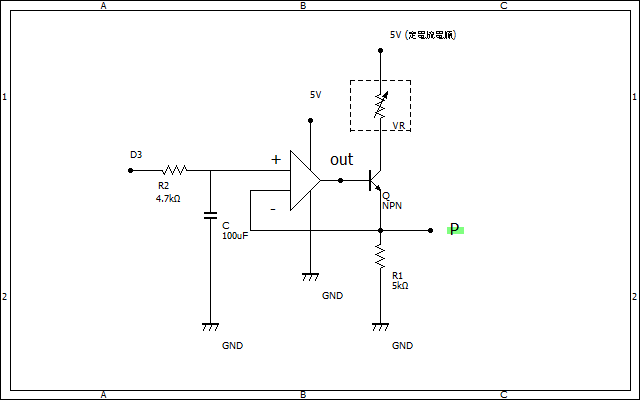 A
B
C
5V (定電流電源)
1
1
5V
VR
D3
+
out
R2
4.7kΩ
-
Q
NPN
P
C
100uF
R1
5kΩ
2
2
GND
GND
GND
A
B
C